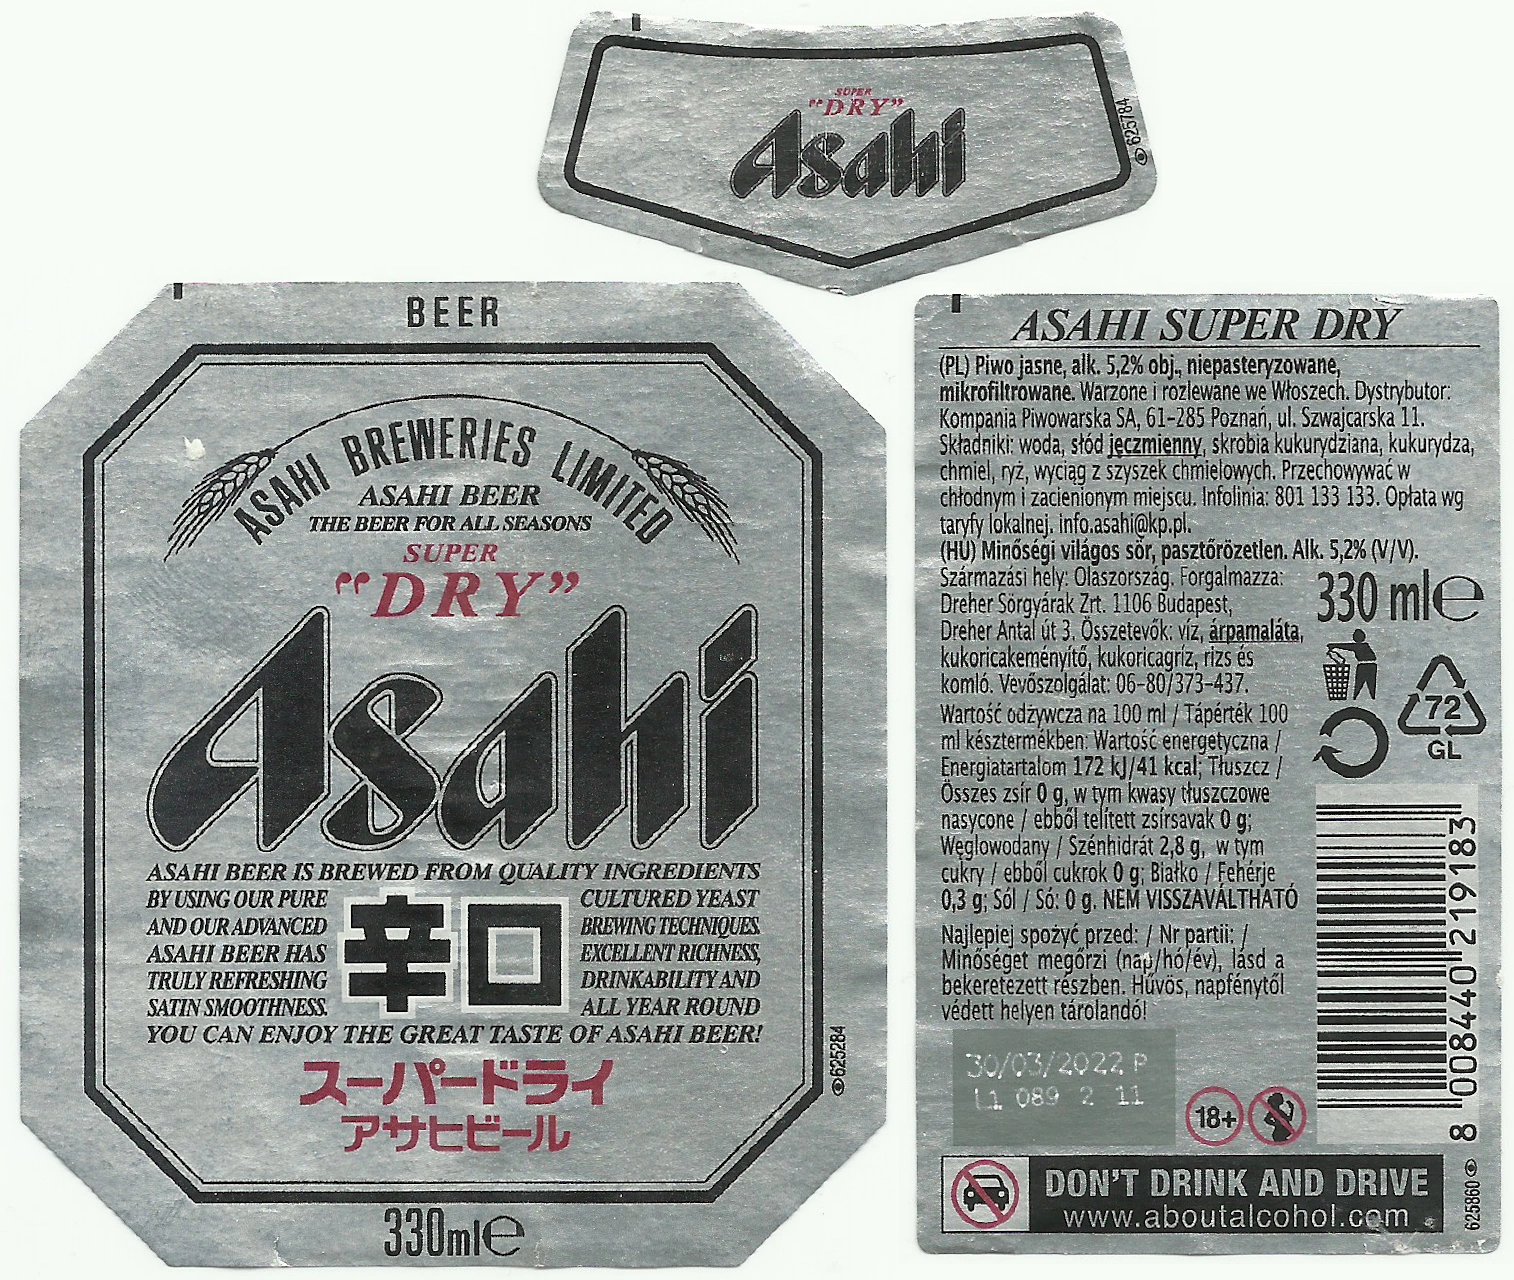 SUPER
"DRY"
Asahi
625784
BEER
ASAHI BREWERIES LIMITED
ASAHI BEER
THE BEER FOR ALL SEASONS
SUPER
"DRY"
Asahi
ASAHI BEER IS BREWED FROM QUALITY INGREDIENTS
BY USING OUR PURE CULTURED YEAST
AND OUR ADVANCED BREWING TECHNIQUES.
ASAHI BEER HAS EXCELLENT RICHNESS,
TRULY REFRESHING DRINKABILITY AND
SATIN SMOOTHNESS. ALL YEAR ROUND
辛口
YOU CAN ENJOY THE GREAT TASTE OF ASAHI BEER!
スーパードライ
アサヒビール
625284
330ml℮
ASAHI SUPER DRY
(PL) Piwo jasne, alk. 5,2% obj., niepasteryzowane,
mikrofiltrowane. Warzone i rozlewane we Włoszech. Dystrybutor:
Kompania Piwowarska SA, 61-285 Poznań, ul. Szwajcarska 11.
Składniki: woda, słód jęczmienny, skrobia kukurydziana, kukurydza,
chmiel, ryż, wyciąg z szyszek chmielowych. Przechowywać w
chłodnym i zacienionym miejscu. Infolinia: 801 133 133. Opłata wg
taryfy lokalnej. info.asahi@kp.pl.
(HU) Minőségi világos sör, pasztőrözetlen. Alk. 5,2% (V/V).
Származási hely: Olaszország. Forgalmazza:
Dreher Sörgyárak Zrt. 1106 Budapest,
Dreher Antal út 3. Összetevők: víz, árpamaláta,
kukoricakeményítő, kukoricagríz, rizs és
komló. Vevőszolgálat: 06-80/373-437.
330 ml℮
72
GL
Wartość odżywcza na 100 ml / Tápérték 100
ml késztermékben: Wartość energetyczna /
Energiatartalom 172 kJ/41 kcal; Tłuszcz /
Összes zsír 0 g, w tym kwasy tłuszczowe
nasycone / ebből telített zsírsavak 0 g;
Węglowodany / Szénhidrát 2,8 g, w tym
cukry / ebből cukrok 0 g; Białko / Fehérje
0,3 g; Sól / Só: 0 g. NEM VISSZAVÁLTHATÓ
Najlepiej spożyć przed: / Nr partii: /
Minőséget megőrzi (nap/hó/év), lásd a
bekeretezett részben. Hűvös, napfénytől
védett helyen tárolandó!
30/03/2022 P
L1 089 2 11
18+
8 008440 219183
DON'T DRINK AND DRIVE
www.aboutalcohol.com
625860